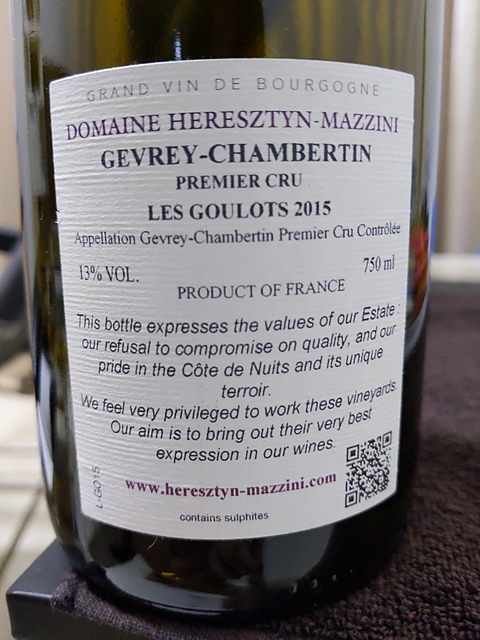 GRAND VIN DE BOURGOGNE
DOMAINE HERESZTYN-MAZZINI
GEVREY-CHAMBERTIN
PREMIER CRU
LES GOULOTS 2015
Appellation Gevrey-Chambertin Premier Cru Contrôlée
13% VOL.
750 ml
PRODUCT OF FRANCE
This bottle expresses the values of our Estate :
our refusal to compromise on quality, and our
pride in the Côte de Nuits and its unique
terroir.
We feel very privileged to work these vineyards.
Our aim is to bring out their very best
expression in our wines.
L-GO15
www.heresztyn-mazzini.com
contains sulphites